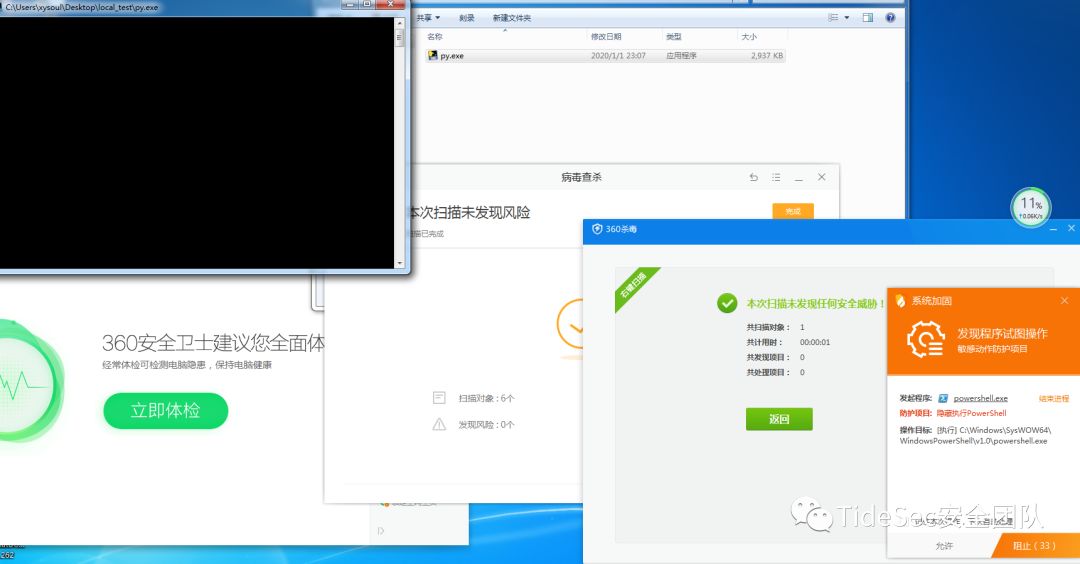 C:\Users\xysoul\Desktop\local_test\py.exe
共享 刻录 新建文件夹
名称 修改日期 类型 大小
py.exe 2020/1/1 23:07 应用程序 2,937 KB
病毒查杀
本次扫描未发现风险
完成
扫描已完成
11%
↑0.06K/s
360杀毒
右键扫描
本次扫描未发现任何安全威胁!
共扫描对象: 1
共计用时: 00:00:01
共发现项目: 0
共处理项目: 0
返回
系统加固
发现程序试图操作
敏感动作防护项目
发起程序: powershell.exe 结束进程
防护项目: 隐藏执行PowerShell
操作目标: [执行] C:\Windows\SysWOW64\
WindowsPowerShell\v1.0\powershell.exe
允许 阻止 (33)
360安全卫士建议您全面体
经常体检可检测电脑隐患，保持电脑健康
立即体检
扫描对象:6个
发现风险:0个
TideSec安全团队
262